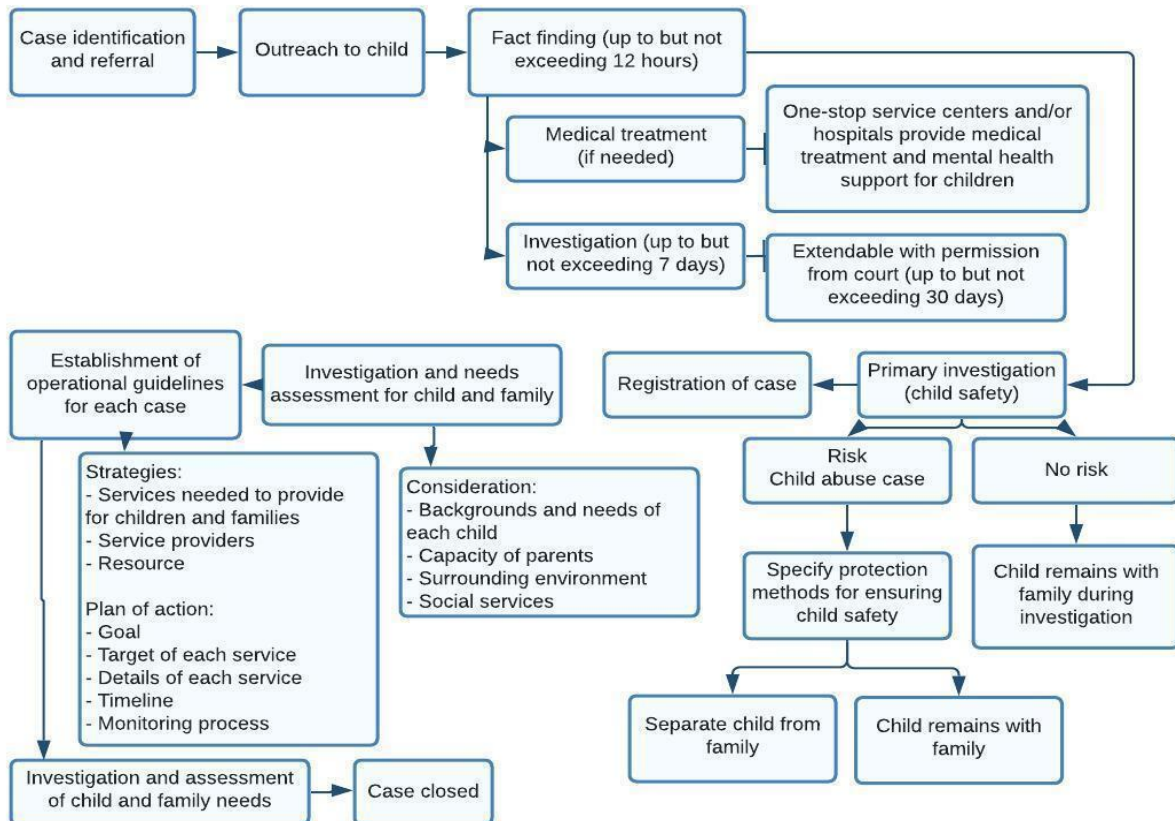 Case identification
and referral
Outreach to child
Fact finding (up to but not
exceeding 12 hours)
Medical treatment
(if needed)
One-stop service centers and/or
hospitals provide medical
treatment and mental health
support for children
Investigation (up to but
not exceeding 7 days)
Extendable with permission
from court (up to but not
exceeding 30 days)
Establishment of
operational guidelines
for each case
Investigation and needs
assessment for child and family
Registration of case
Primary investigation
(child safety)
Strategies:
- Services needed to provide
for children and families
- Service providers
- Resource
Plan of action:
- Goal
- Target of each service
- Details of each service
- Timeline
- Monitoring process
Consideration:
- Backgrounds and needs of
each child
- Capacity of parents
- Surrounding environment
- Social services
Risk
Child abuse case
No risk
Specify protection
methods for ensuring
child safety
Child remains with
family during
investigation
Separate child from
family
Child remains with
family
Investigation and assessment
of child and family needs
Case closed